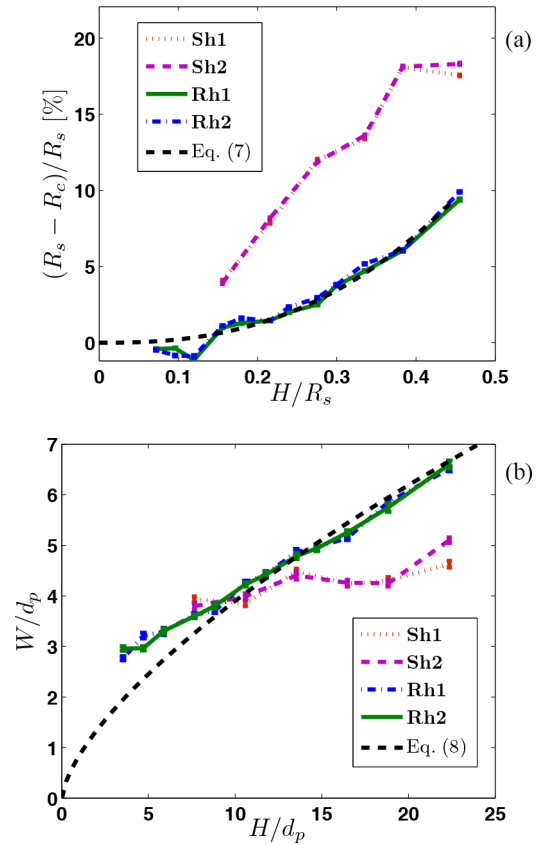 (a)
20
15
10
5
0
(R_s − R_c)/R_s [%]
Sh1
Sh2
Rh1
Rh2
Eq. (7)
0 0.1 0.2 0.3 0.4 0.5
H/R_s
(b)
7
6
5
4
3
2
1
0
W/d_p
Sh1
Sh2
Rh1
Rh2
Eq. (8)
0 5 10 15 20 25
H/d_p